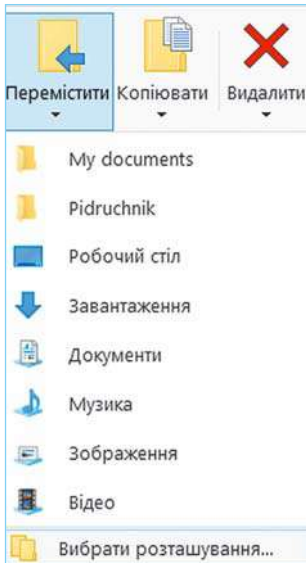 Перемістити Копіювати Видалити
My documents
Pidruchnik
Робочий стіл
Завантаження
Документи
Музика
Зображення
Відео
Вибрати розташування...